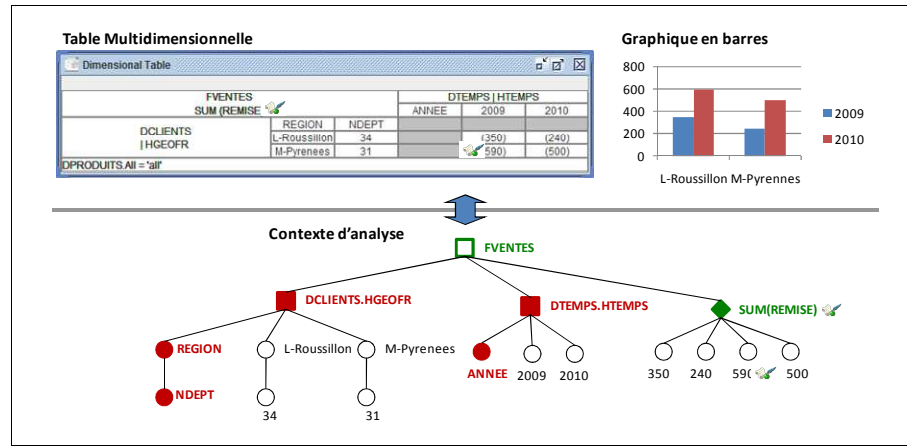 Table Multidimensionnelle
Graphique en barres
Dimensional Table
FVENTES
SUM (REMISE
DTEMPS | HTEMPS
ANNEE 2009 2010
DCLIENTS
| HGEOFR
REGION NDEPT
L-Roussillon 34 (350) (240)
M-Pyrenees 31 590) (500)
DPRODUITS.All = 'all'
800
600
400
200
0
2009
2010
L-Roussillon M-Pyrennes
Contexte d'analyse
FVENTES
DCLIENTS.HGEOFR
DTEMPS.HTEMPS
SUM(REMISE)
REGION
L-Roussillon
M-Pyrenees
ANNEE
2009
2010
350
240
590
500
NDEPT
34
31